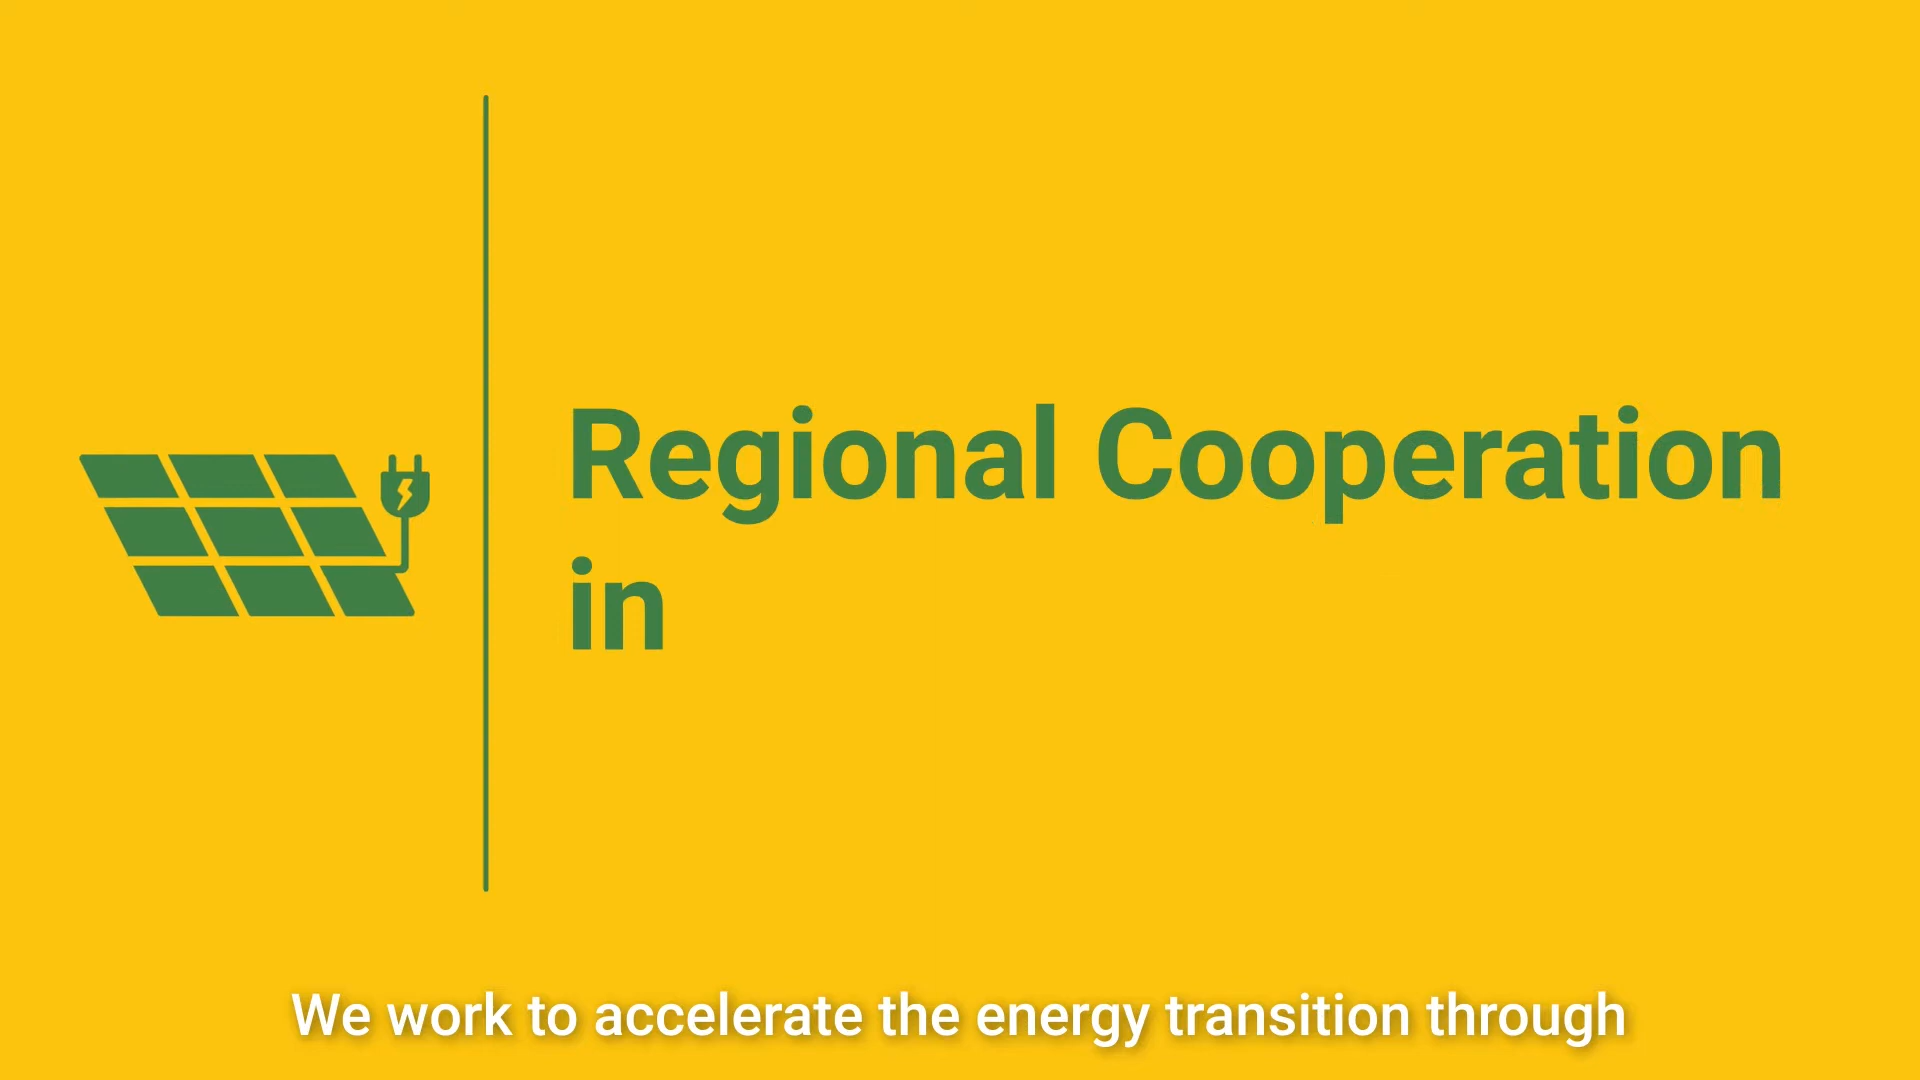 Regional Cooperation
in
We work to accelerate the energy transition through